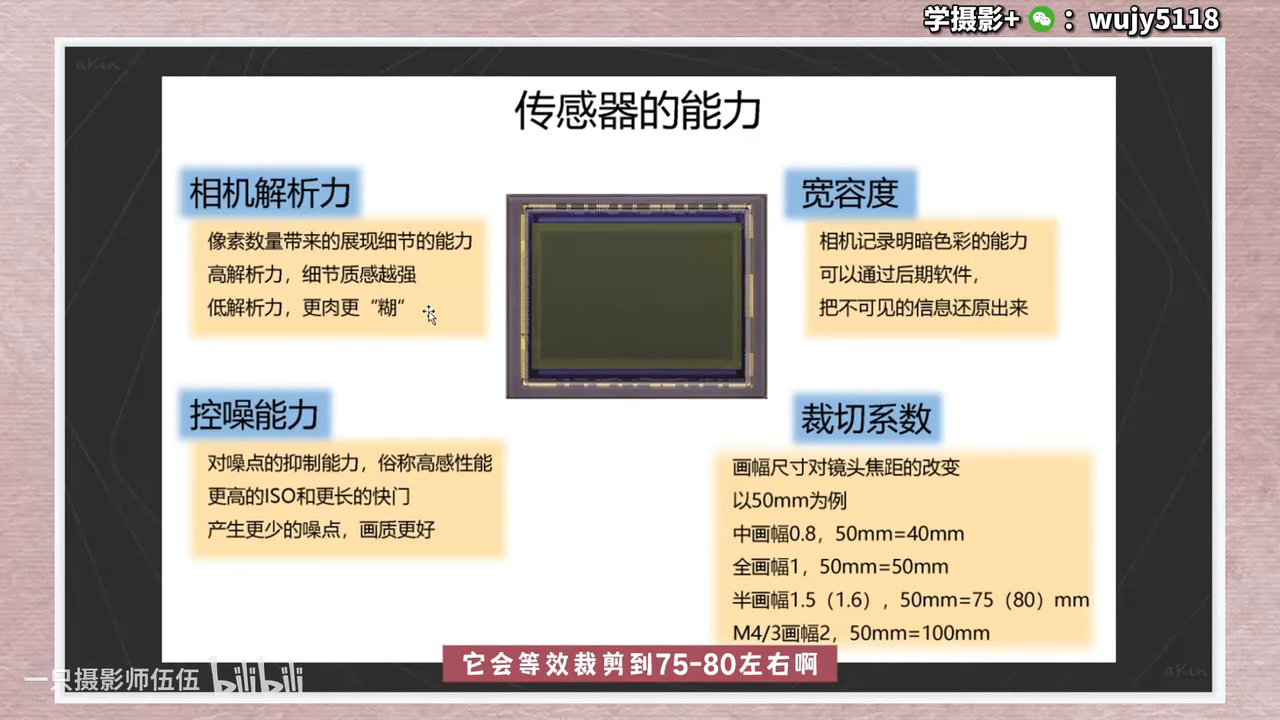 学摄影+ : wujy5118
aKin
传感器的能力
相机解析力
像素数量带来的展现细节的能力
高解析力，细节质感越强
低解析力，更肉更“糊”
宽容度
相机记录明暗色彩的能力
可以通过后期软件，
把不可见的信息还原出来
控噪能力
对噪点的抑制能力，俗称高感性能
更高的ISO和更长的快门
产生更少的噪点，画质更好
裁切系数
画幅尺寸对镜头焦距的改变
以50mm为例
中画幅0.8，50mm=40mm
全画幅1，50mm=50mm
半画幅1.5（1.6），50mm=75（80）mm
M4/3画幅2，50mm=100mm
它会等效裁剪到75-80左右啊
一只摄影师伍伍 bilibili
aKin